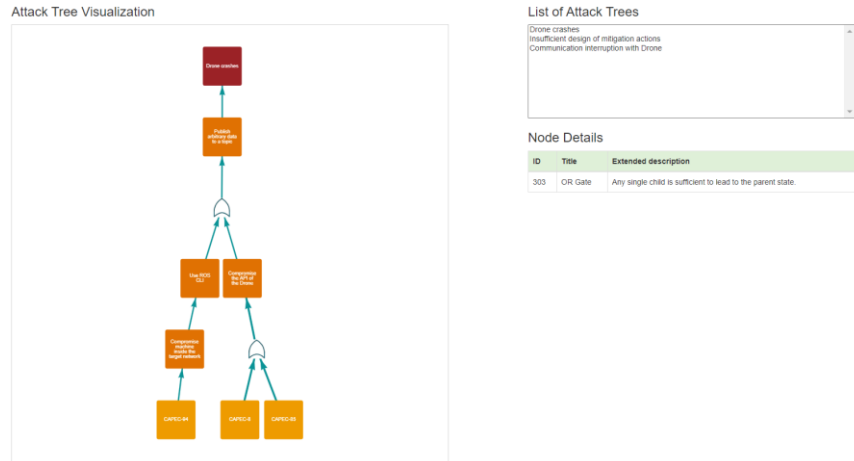 Attack Tree Visualization
Drone crashes
Publish
arbitrary data
to a topic
Use ROS
CLI
Compromise
the API of
the Drone
Compromise
machine
inside the
target network
CAPEC-94
CAPEC-6
List of Attack Trees
Drone crashes
Insufficient design of mitigation actions
Communication interruption with Drone
Node Details
ID Title Extended description
303 OR Gate Any single child is sufficient to lead to the parent state.